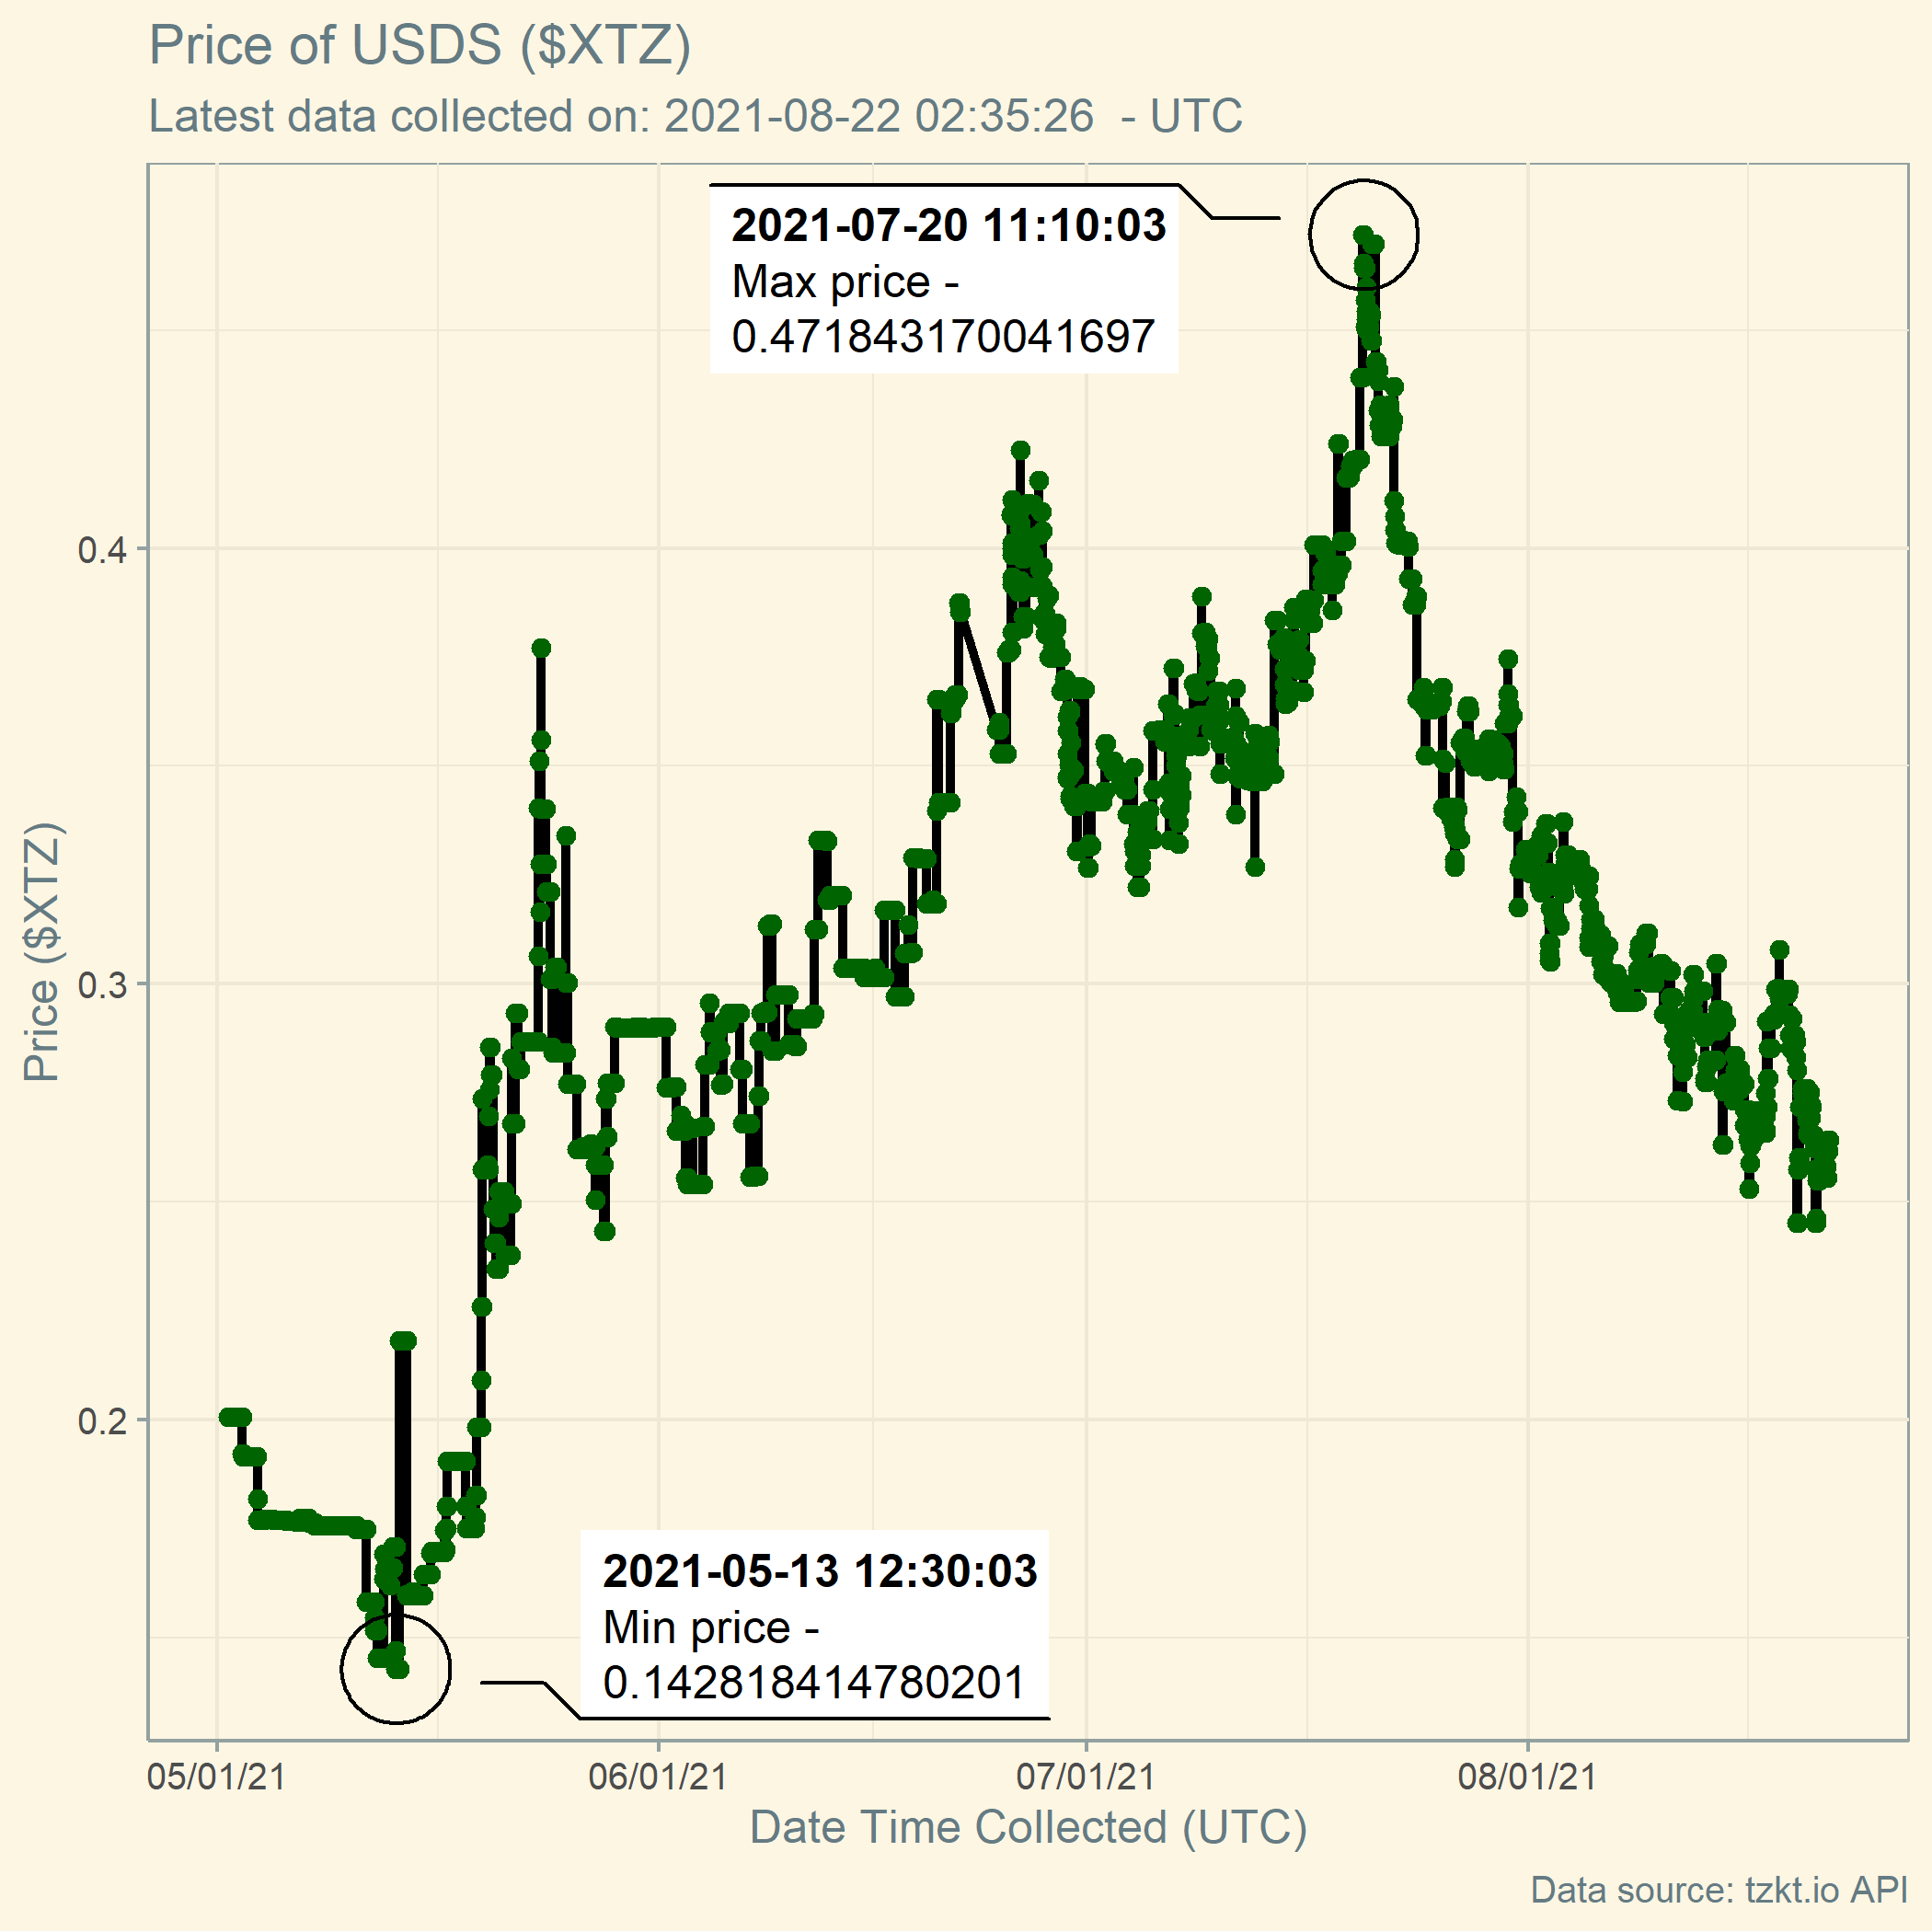 Price of USDS ($XTZ)
Latest data collected on: 2021-08-22 02:35:26  - UTC
2021-07-20 11:10:03
Max price -
0.471843170041697
0.4
0.3
0.2
Price ($XTZ)
2021-05-13 12:30:03
Min price -
0.142818414780201
05/01/21
06/01/21
07/01/21
08/01/21
Date Time Collected (UTC)
Data source: tzkt.io API